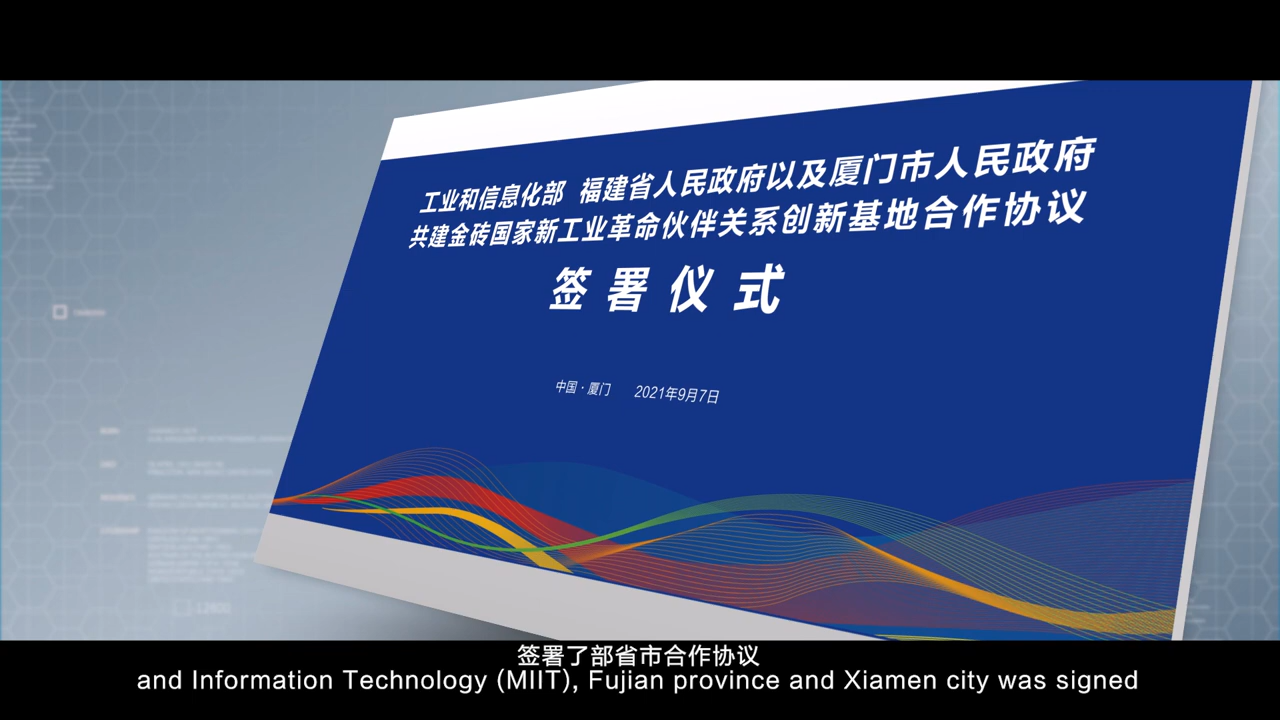 工业和信息化部 福建省人民政府以及厦门市人民政府
共建金砖国家新工业革命伙伴关系创新基地合作协议
签署仪式
中国·厦门 2021年9月7日
签署了部省市合作协议
and Information Technology (MIIT), Fujian province and Xiamen city was signed